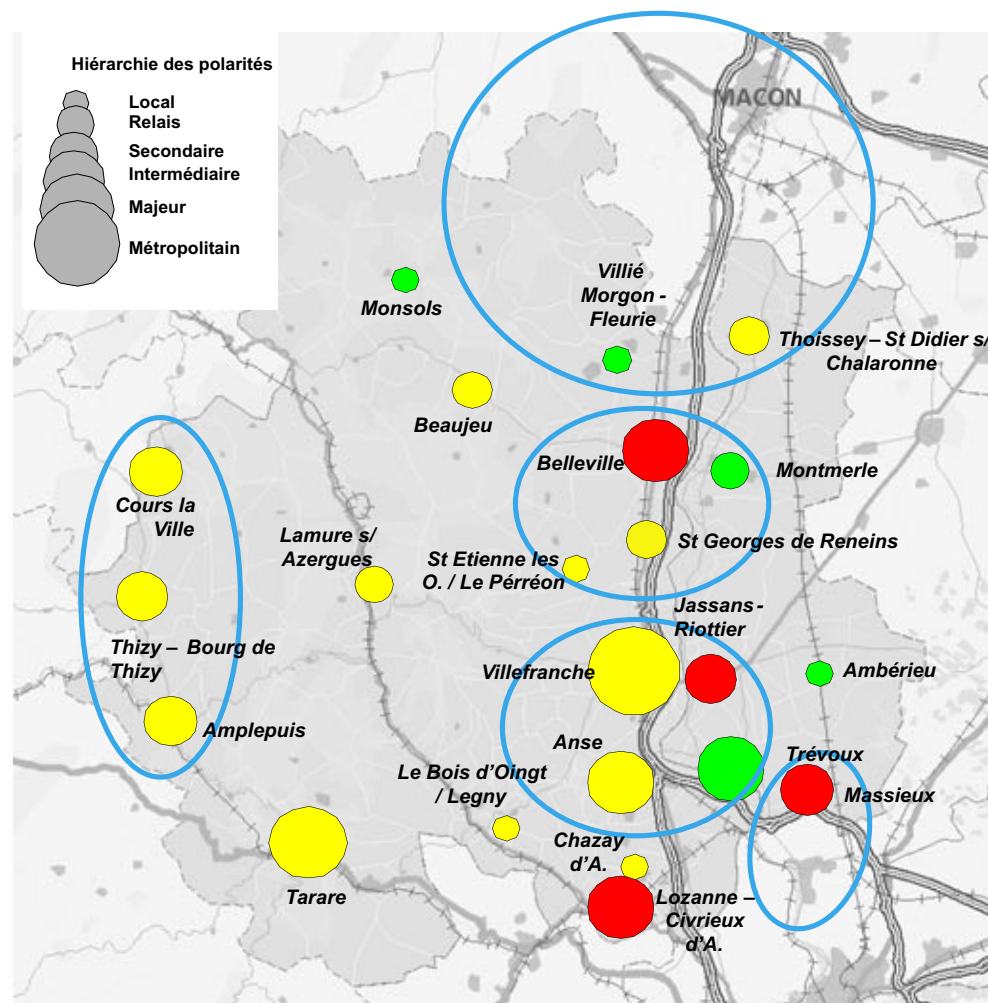 Hiérarchie des polarités
Local
Relais
Secondaire
Intermédiaire
Majeur
Métropolitain
MACON
Monsols
Villié
Morgon -
Fleurie
Thoissey – St Didier s/
Chalaronne
Beaujeu
Belleville
Montmerle
Cours la
Ville
Lamure s/
Azergues
St Etienne les
O. / Le Pérréon
St Georges de Reneins
Jassans -
Riottier
Thizy – Bourg de
Thizy
Villefranche
Ambérieu
Amplepuis
Anse
Trévoux
Le Bois d'Oingt
/ Legny
Massieux
Chazay
d'A.
Tarare
Lozanne –
Civrieux
d'A.